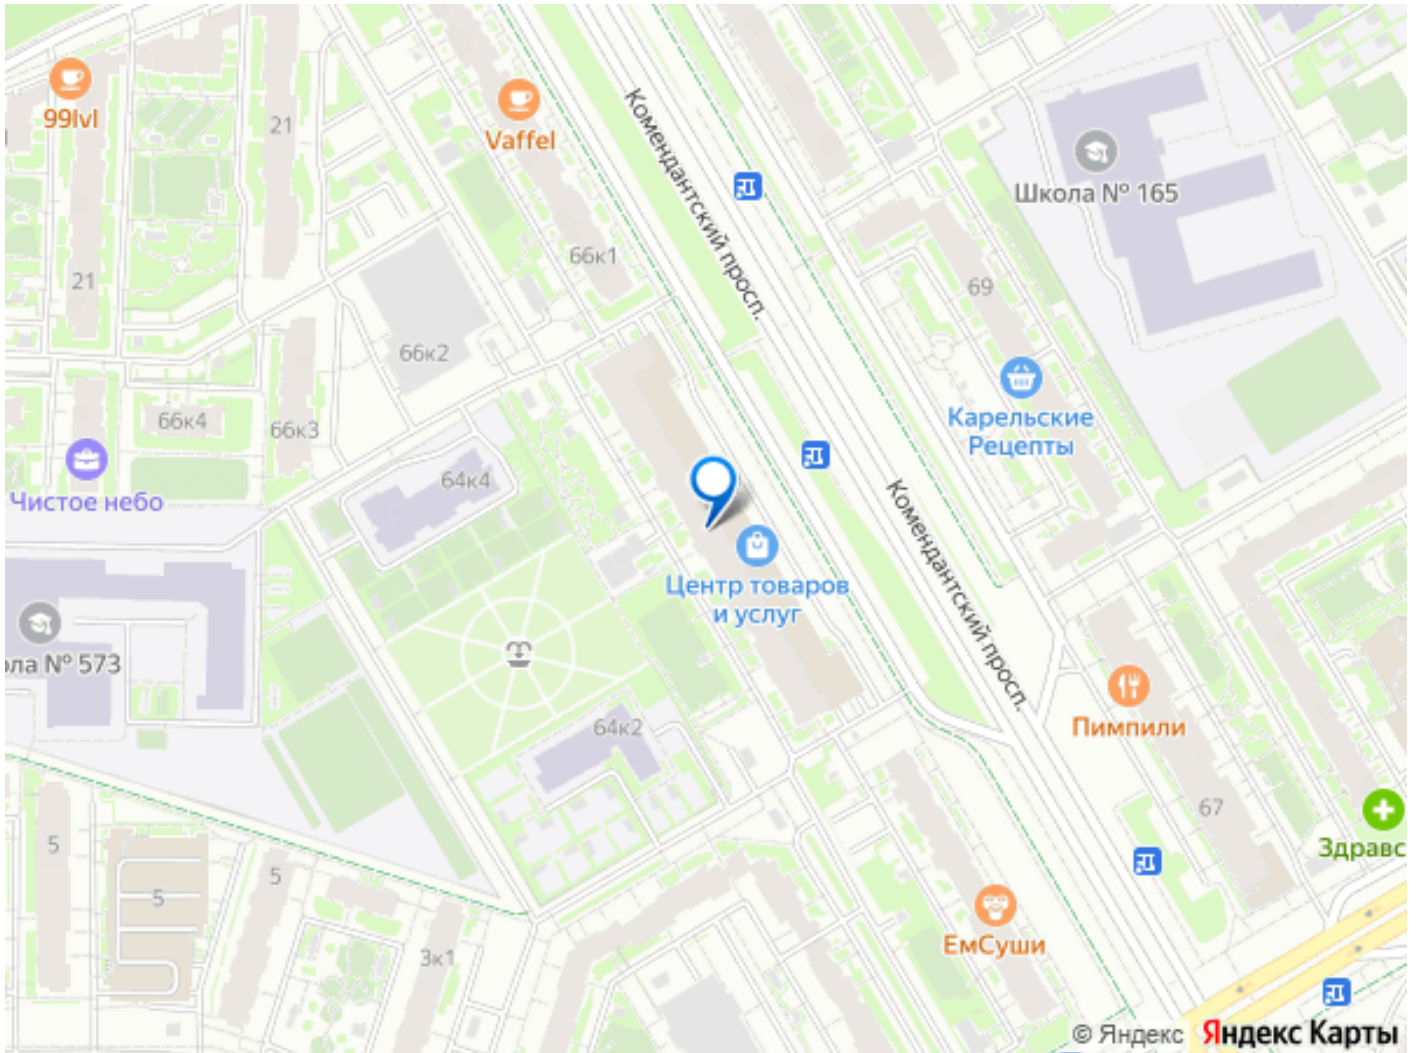 99lvl
Vaffel
21
Комендантский просп.
Школа № 165
66к1
21
69
66к2
66к4
66к3
Карельские
Рецепты
64к4
Чистое небо
Комендантский просп.
Центр товаров
и услуг
ола № 573
64к2
Пимпили
67
Здравс
5
5
5
ЕмСуши
3к1
© Яндекс Яндекс Карты